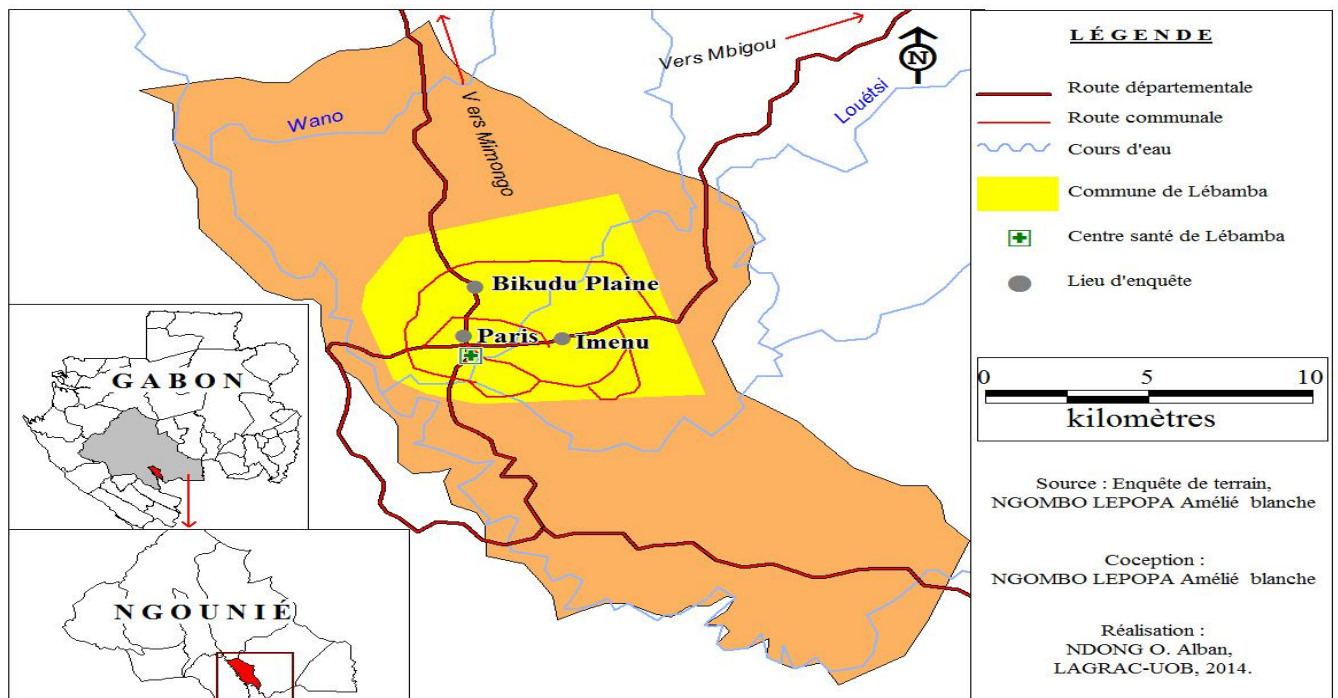 Vers Mbigou
N
Louétsi
Wano
V ers Mimongo
Bikudu Plaine
Paris
Imenu
GABON
NGOUNIÉ
LÉGENDE
Route départementale
Route communale
Cours d'eau
Commune de Lébamba
Centre santé de Lébamba
Lieu d'enquête
0 5 10
kilomètres
Source : Enquête de terrain,
NGOMBO LEPOPA Amélié blanche
Coception :
NGOMBO LEPOPA Amélié blanche
Réalisation :
NDONG O. Alban,
LAGRAC-UOB, 2014.